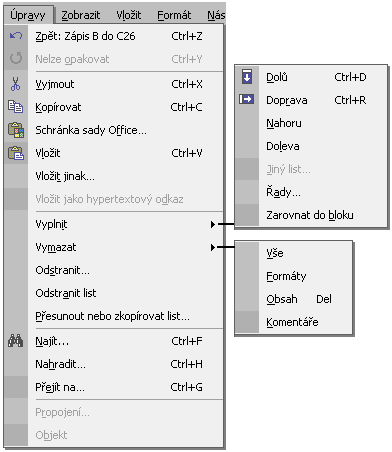 Úpravy Zobrazit Vložit Formát Nás
Zpět: Zápis B do C26 Ctrl+Z
Nelze opakovat Ctrl+Y
Vyjmout Ctrl+X
Kopírovat Ctrl+C
Schránka sady Office...
Vložit Ctrl+V
Vložit jinak...
Vložit jako hypertextový odkaz
Vyplnit
Vymazat
Odstranit...
Odstranit list
Přesunout nebo zkopírovat list...
Najít... Ctrl+F
Nahradit... Ctrl+H
Přejít na... Ctrl+G
Propojení...
Objekt
Dolů Ctrl+D
Doprava Ctrl+R
Nahoru
Doleva
Jiný list...
Řady...
Zarovnat do bloku
Vše
Formáty
Obsah Del
Komentáře